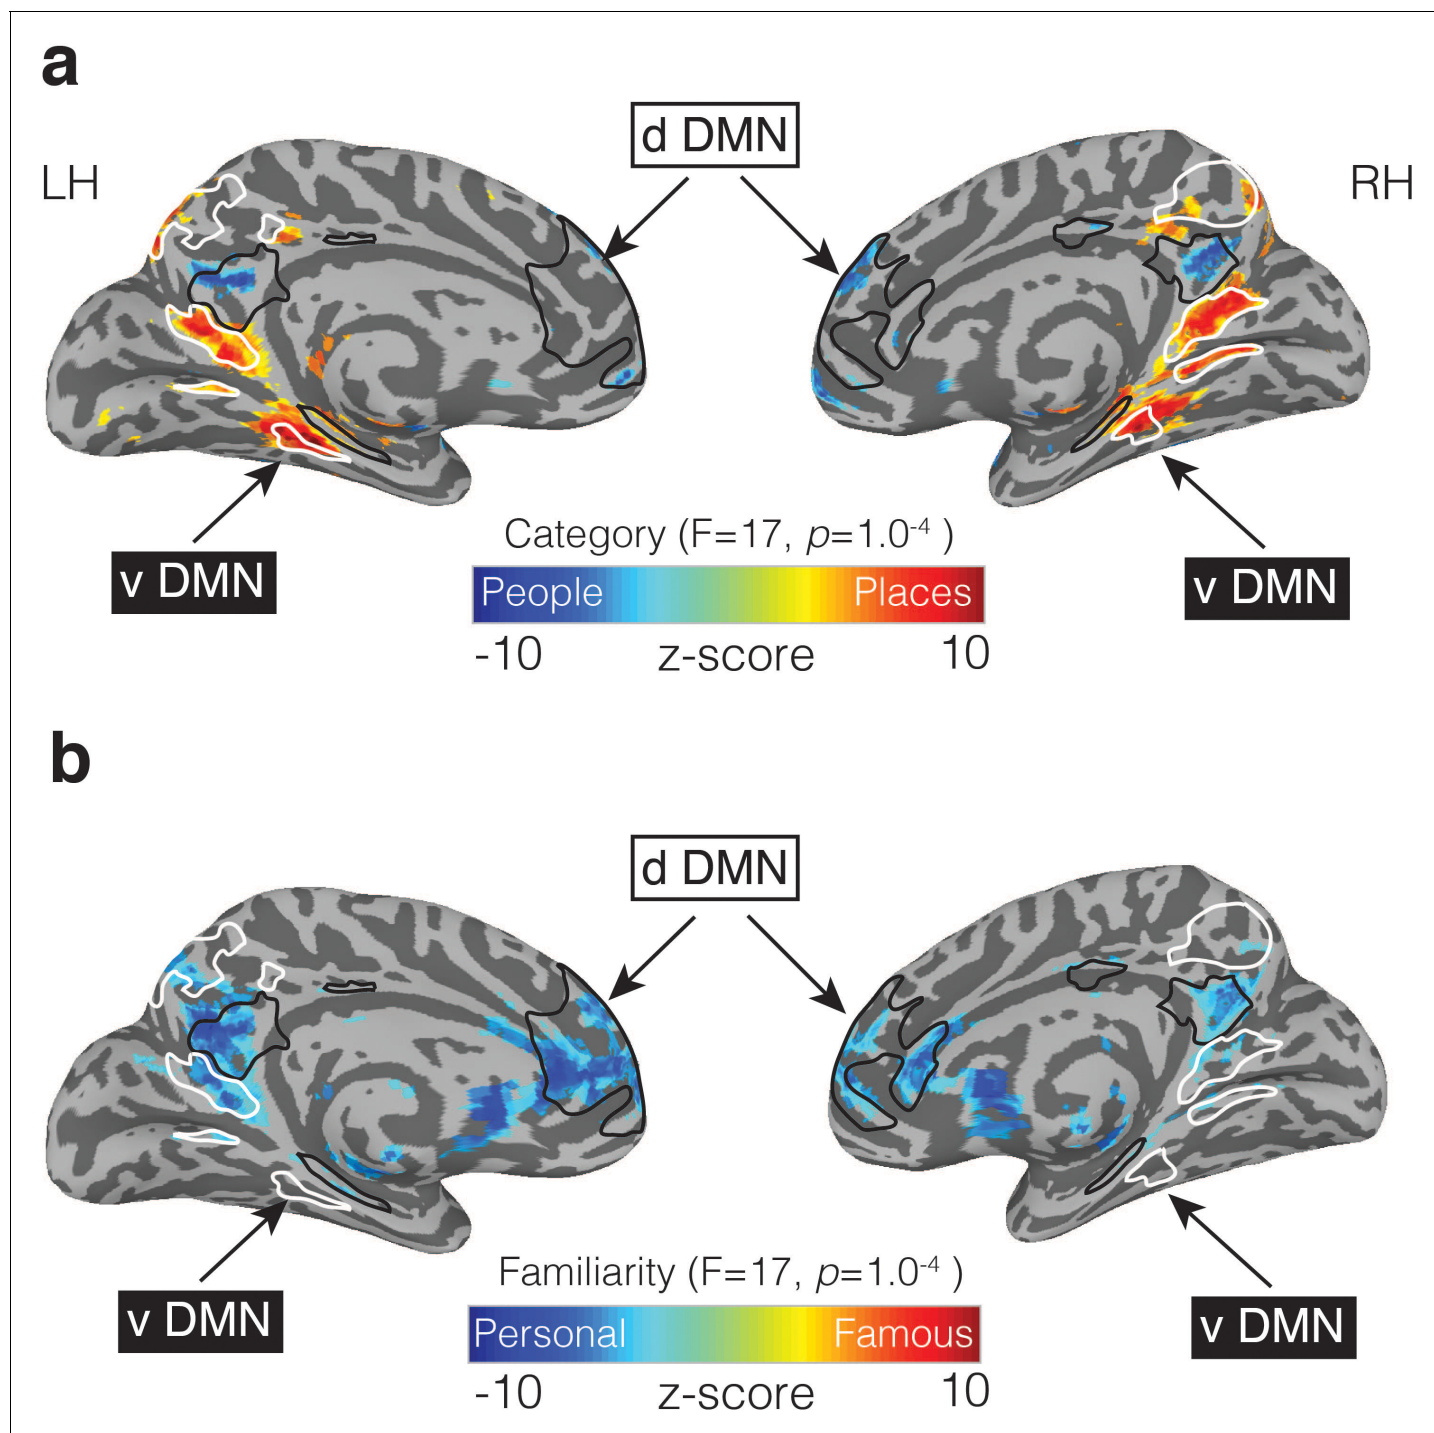 a
d DMN
LH
RH
Category (F=17, p=1.0⁻⁴ )
v DMN
v DMN
People
Places
-10
z-score
10
b
d DMN
Familiarity (F=17, p=1.0⁻⁴ )
v DMN
v DMN
Personal
Famous
-10
z-score
10